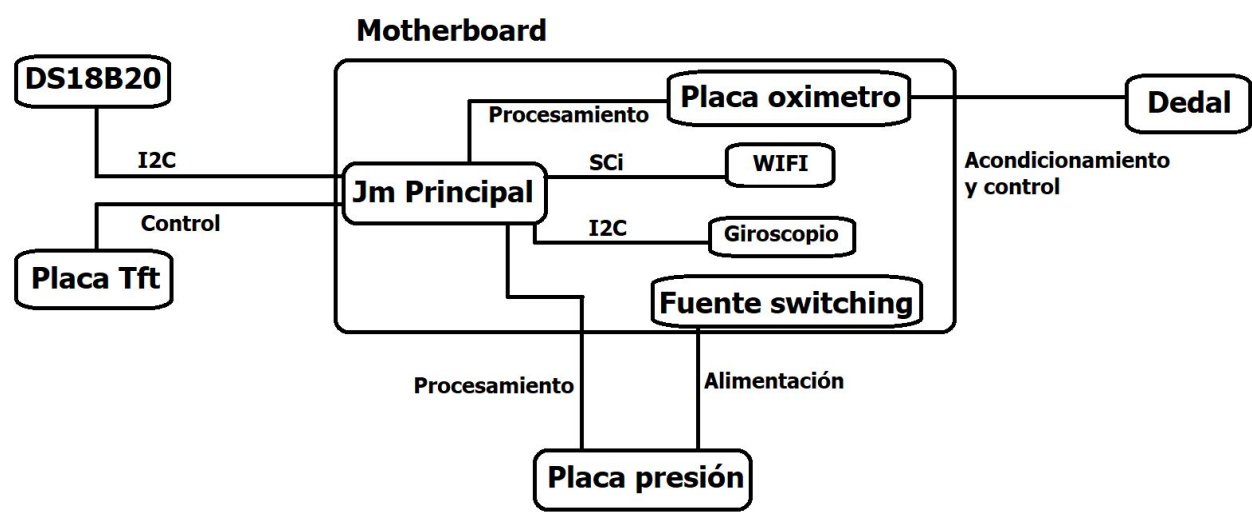 Motherboard
DS18B20
Placa oximetro
Dedal
Procesamiento
I2C
SCi
WIFI
Acondicionamiento
y control
Jm Principal
Control
I2C
Giroscopio
Placa Tft
Fuente switching
Procesamiento
Alimentación
Placa presión